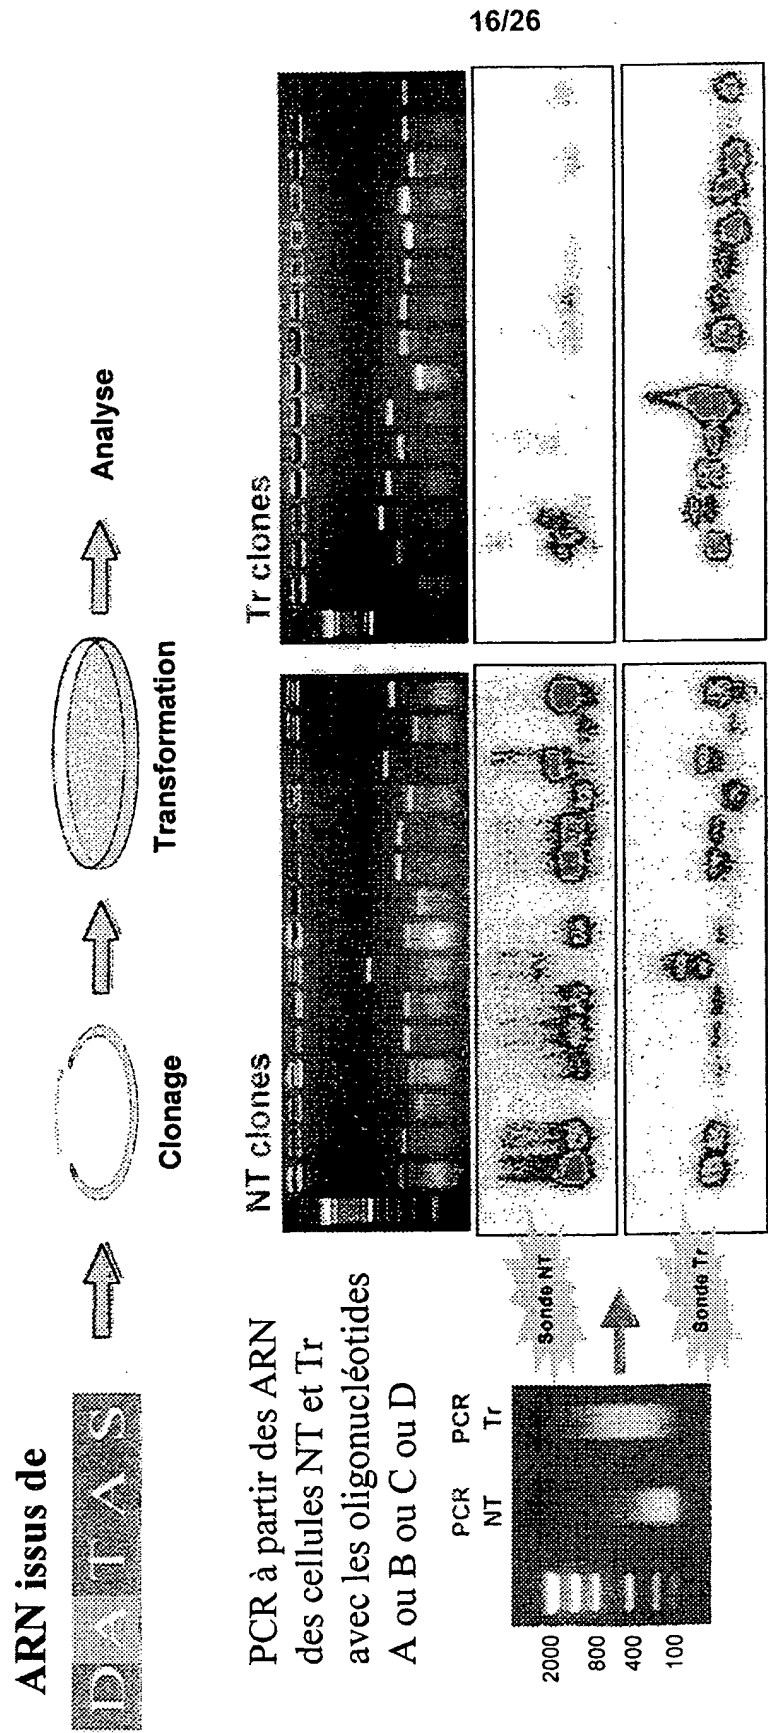 16/26
ARN issus de
DATAS
Clonage
Transformation
Analyse
PCR à partir des ARN
des cellules NT et Tr
avec les oligonucléotides
A ou B ou C ou D
NT clones
Tr clones
PCR NT
PCR Tr
2000
800
400
100
Sonde NT
Sonde Tr